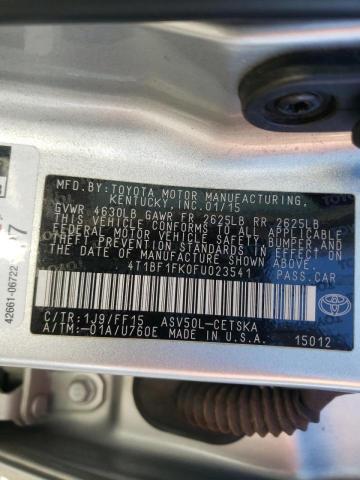 MFD.BY:TOYOTA MOTOR MANUFACTURING,
KENTUCKY,INC.01/15
GVWR 4630LB GAWR FR 2625LB RR 2625LB
THIS VEHICLE CONFORMS TO ALL APPLICABLE
FEDERAL MOTOR VEHICLE SAFETY, BUMPER AND
THEFT PREVENTION STANDARDS IN EFFECT ON
THE DATE OF MANUFACTURE SHOWN ABOVE.
4T1BF1FK0FU023541 PASS.CAR
C/TR:1J9/FF15 ASV50L-CETSKA
A/TM:-01A/U760E MADE IN U.S.A. 15012
42661-06722